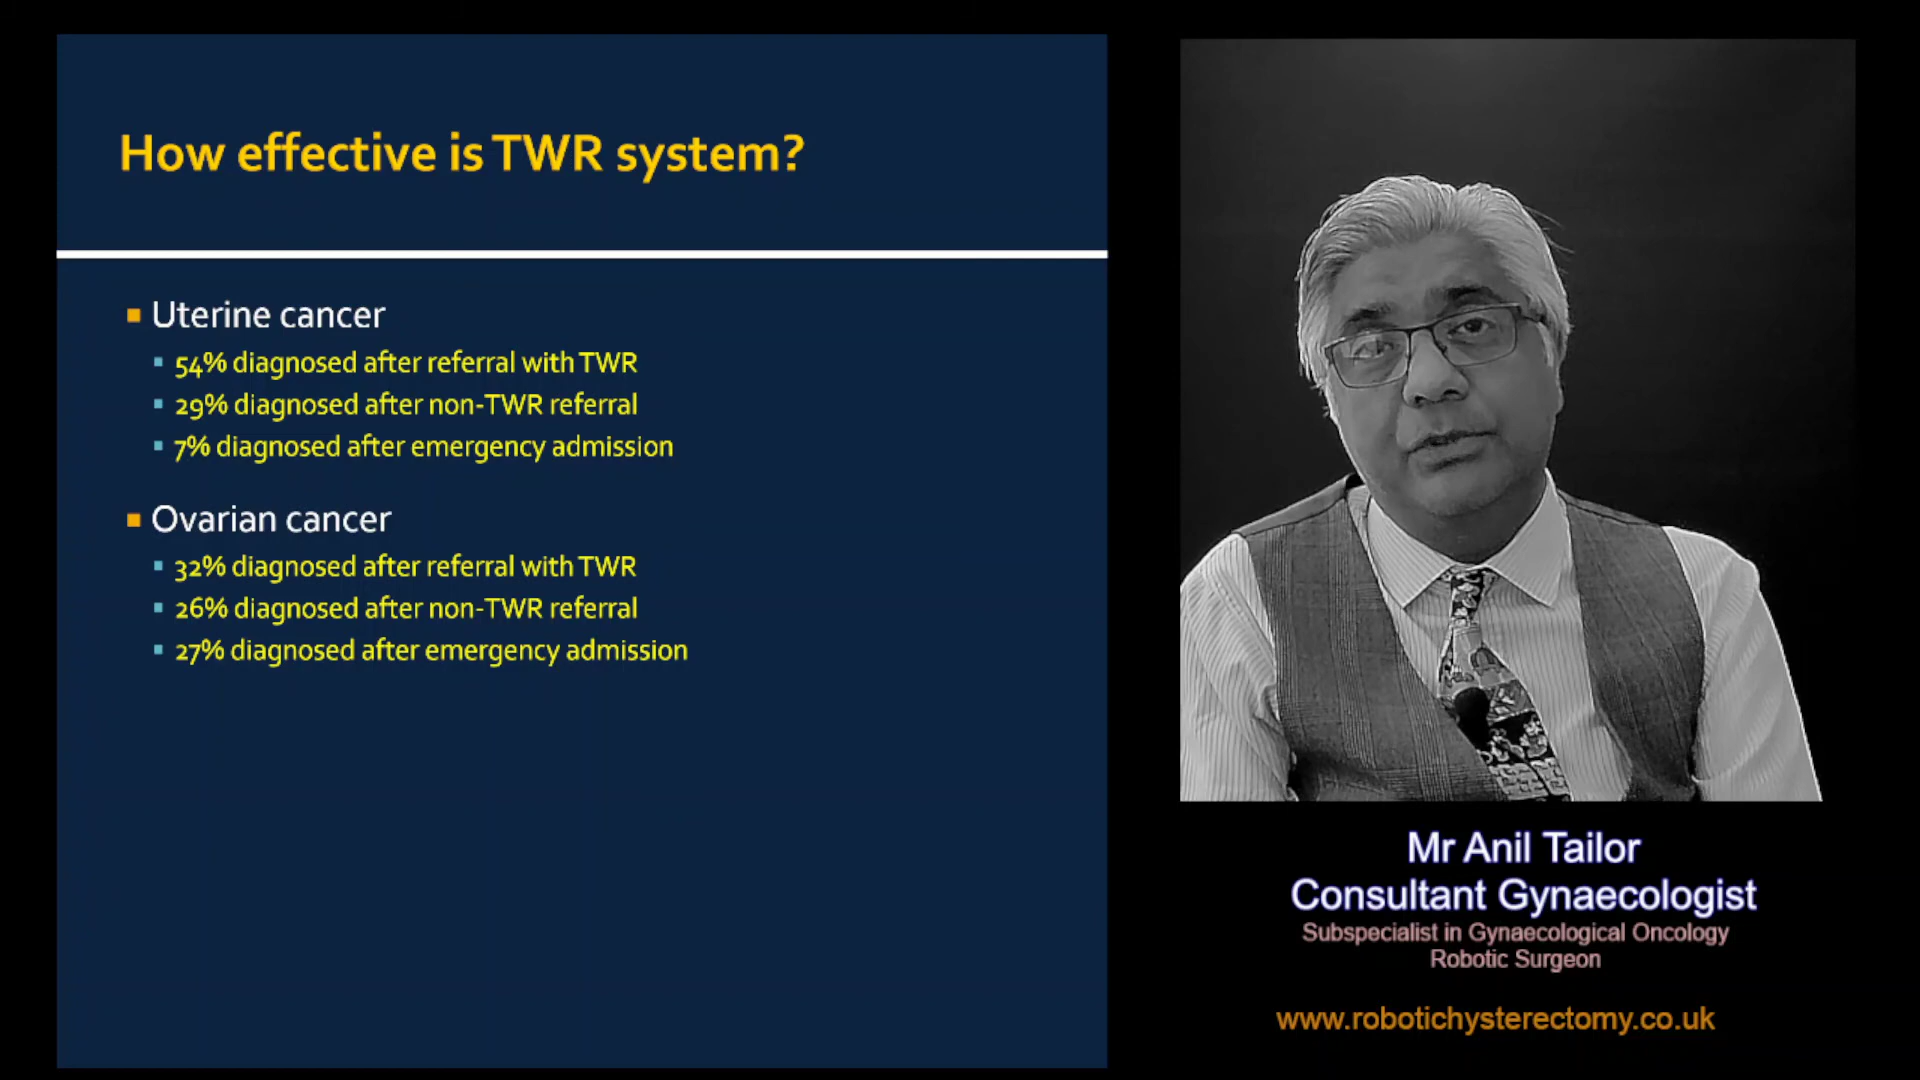 How effective is TWR system?
Uterine cancer
54% diagnosed after referral with TWR
29% diagnosed after non-TWR referral
7% diagnosed after emergency admission
Ovarian cancer
32% diagnosed after referral with TWR
26% diagnosed after non-TWR referral
27% diagnosed after emergency admission
Mr Anil Tailor
Consultant Gynaecologist
Subspecialist in Gynaecological Oncology
Robotic Surgeon
www.robotichysterectomy.co.uk